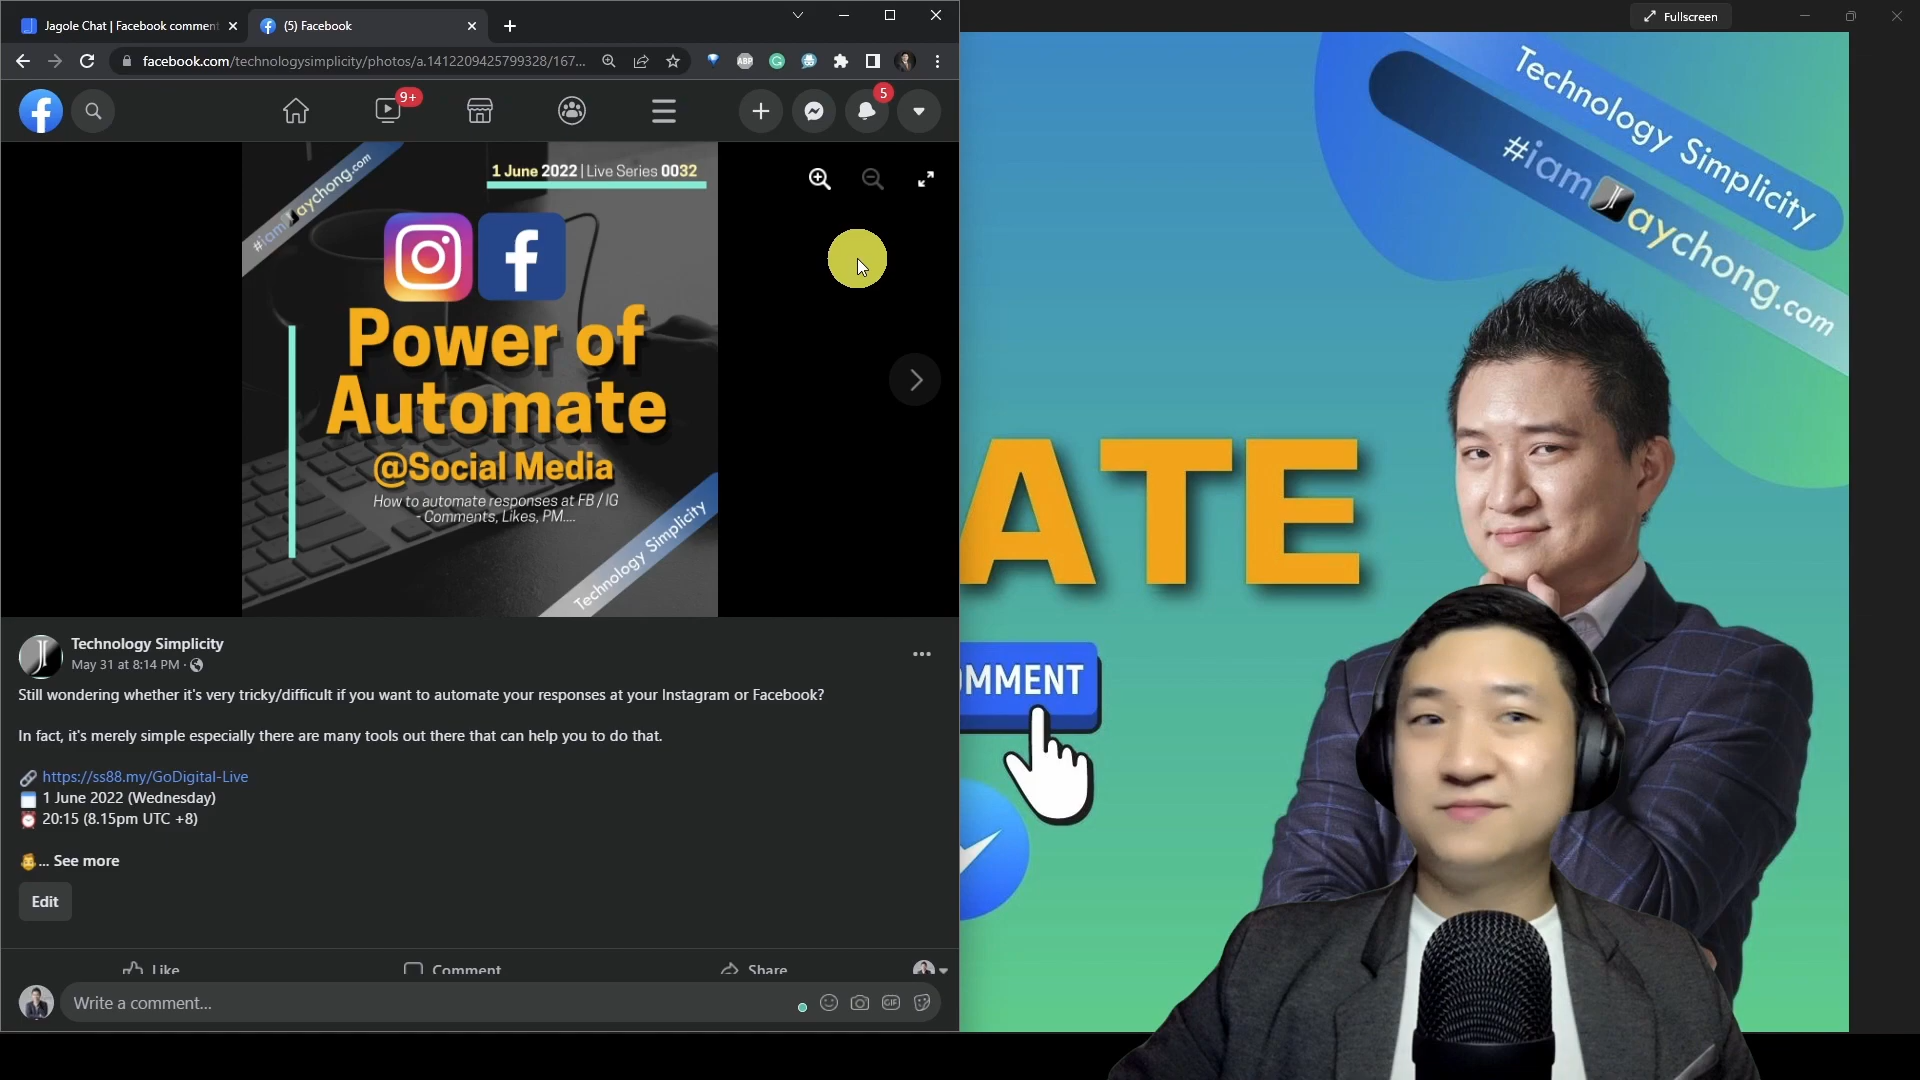 Jagole Chat | Facebook commen
(5) Facebook
Fullscreen
facebook.com/technologysimplicity/photos/a.1412209425799328/167...
ABP
9+
5
#iamJaychong.com
1 June 2022 | Live Series 0032
Power of
Automate
@Social Media
How to automate responses at FB / IG
- Comments, Likes, PM....
Technology Simplicity
Technology Simplicity
May 31 at 8:14 PM ·
Still wondering whether it's very tricky/difficult if you want to automate your responses at your Instagram or Facebook?
In fact, it's merely simple especially there are many tools out there that can help you to do that.
https://ss88.my/GoDigital-Live
1 June 2022 (Wednesday)
20:15 (8.15pm UTC +8)
... See more
Edit
Like
Comment
Share
Write a comment...
GIF
Technology Simplicity
#iamJaychong.com
ATE
OMMENT